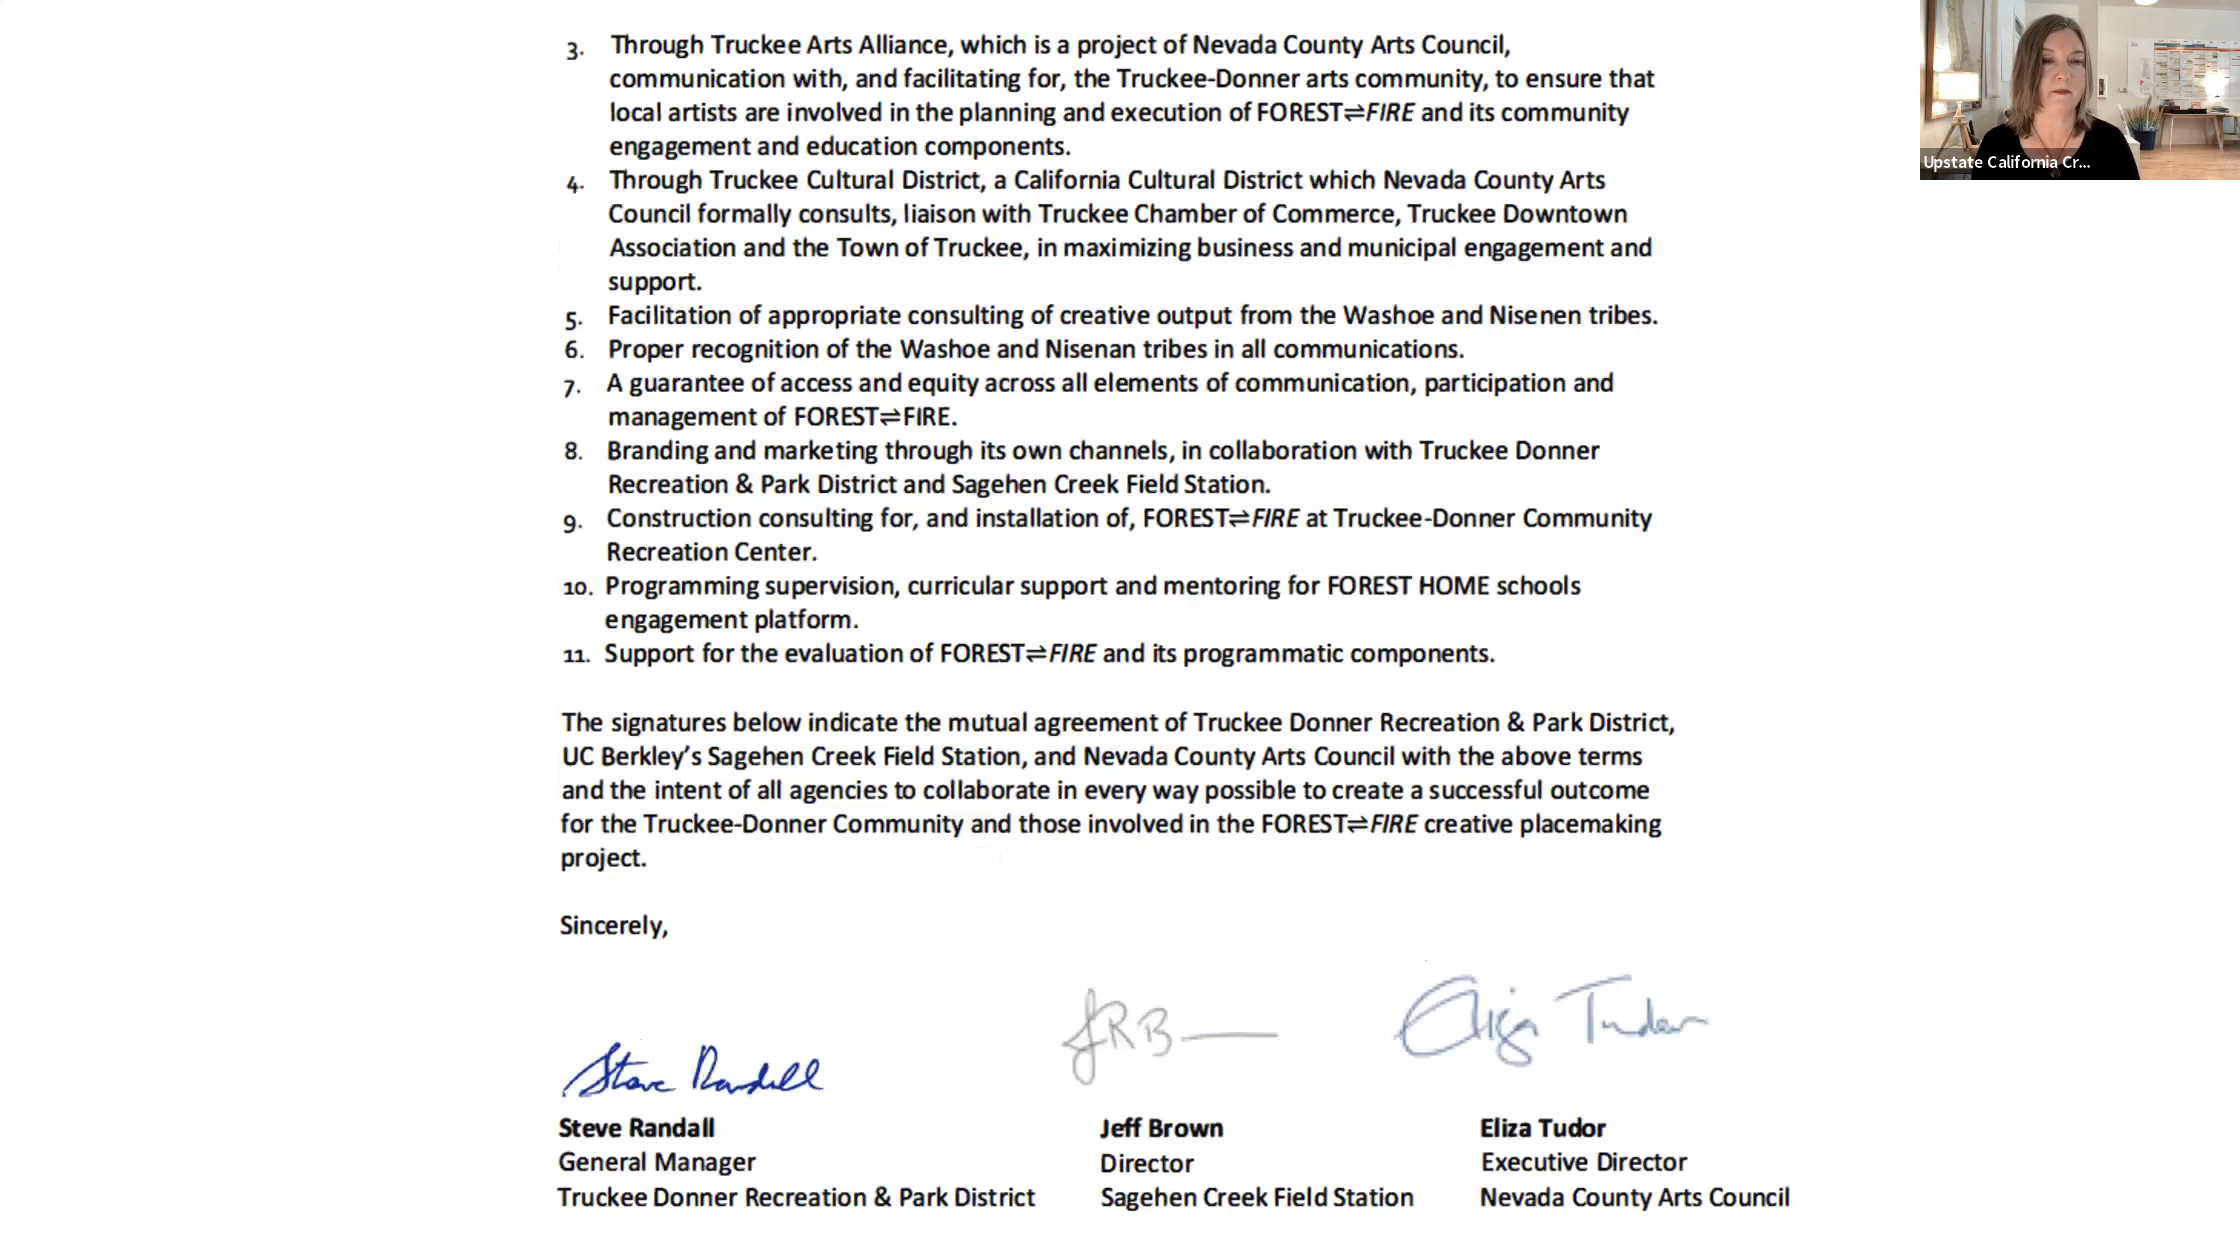 3. Through Truckee Arts Alliance, which is a project of Nevada County Arts Council,
communication with, and facilitating for, the Truckee-Donner arts community, to ensure that
local artists are involved in the planning and execution of FOREST⇌FIRE and its community
engagement and education components.
4. Through Truckee Cultural District, a California Cultural District which Nevada County Arts
Council formally consults, liaison with Truckee Chamber of Commerce, Truckee Downtown
Association and the Town of Truckee, in maximizing business and municipal engagement and
support.
5. Facilitation of appropriate consulting of creative output from the Washoe and Nisenen tribes.
6. Proper recognition of the Washoe and Nisenan tribes in all communications.
7. A guarantee of access and equity across all elements of communication, participation and
management of FOREST⇌FIRE.
8. Branding and marketing through its own channels, in collaboration with Truckee Donner
Recreation & Park District and Sagehen Creek Field Station.
9. Construction consulting for, and installation of, FOREST⇌FIRE at Truckee-Donner Community
Recreation Center.
10. Programming supervision, curricular support and mentoring for FOREST HOME schools
engagement platform.
11. Support for the evaluation of FOREST⇌FIRE and its programmatic components.
The signatures below indicate the mutual agreement of Truckee Donner Recreation & Park District,
UC Berkley's Sagehen Creek Field Station, and Nevada County Arts Council with the above terms
and the intent of all agencies to collaborate in every way possible to create a successful outcome
for the Truckee-Donner Community and those involved in the FOREST⇌FIRE creative placemaking
project.
Sincerely,
Steve Randall JRB Eliza Tudor
Steve Randall Jeff Brown Eliza Tudor
General Manager Director Executive Director
Truckee Donner Recreation & Park District Sagehen Creek Field Station Nevada County Arts Council
Upstate California Cr...